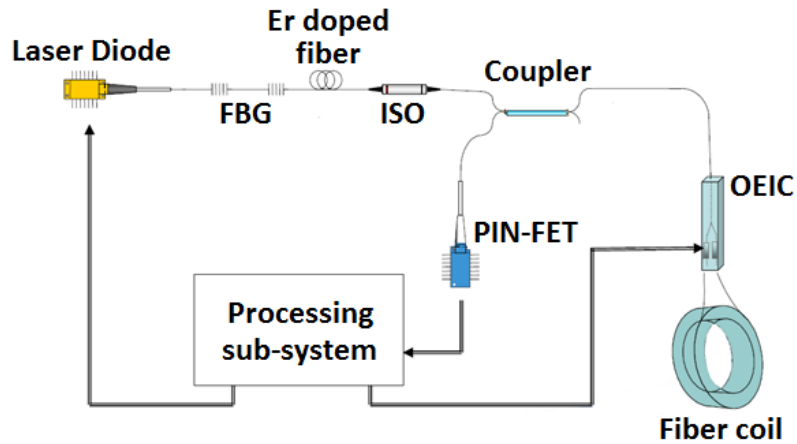 Laser Diode
Er doped
fiber
FBG
ISO
Coupler
OEIC
PIN-FET
Processing
sub-system
Fiber coil